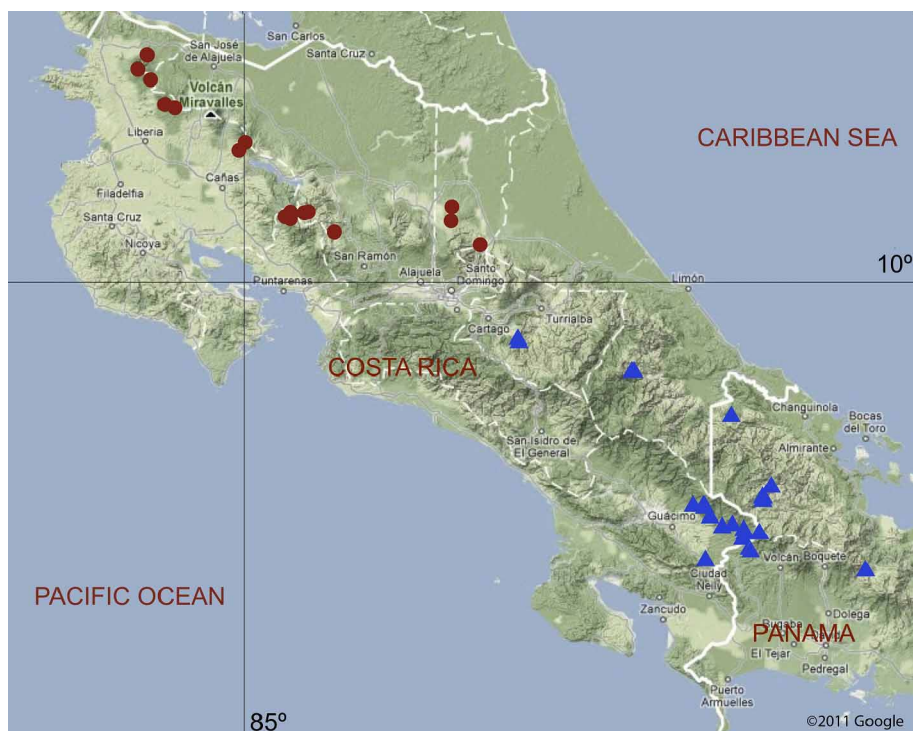 San Carlos
San José
de Alajuela
Santa Cruz
Volcán
Miravalles
Liberia
CARIBBEAN SEA
Cañas
Filadelfia
Santa Cruz
Nicoya
San Ramón
Alajuela
Santo
Domingo
10º
Puntarenas
Limón
Cartago
Turrialba
COSTA RICA
Changuinola
Bocas
del Toro
San Isidro de
El General
Almirante
Guácimo
Volcán
Boquete
Ciudad
Neily
PACIFIC OCEAN
Zancudo
Dolega
Bugaba
David
PANAMA
El Tejar
Pedregal
Puerto
Armuelles
85º
©2011 Google